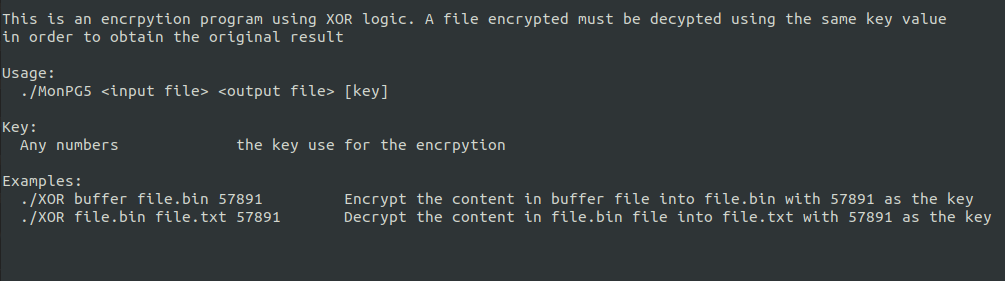 This is an encrpytion program using XOR logic. A file encrypted must be decypted using the same key value
in order to obtain the original result
Usage:
./MonPG5 <input file> <output file> [key]
Key:
Any numbers the key use for the encrpytion
Examples:
./XOR buffer file.bin 57891 Encrypt the content in buffer file into file.bin with 57891 as the key
./XOR file.bin file.txt 57891 Decrypt the content in file.bin file into file.txt with 57891 as the key